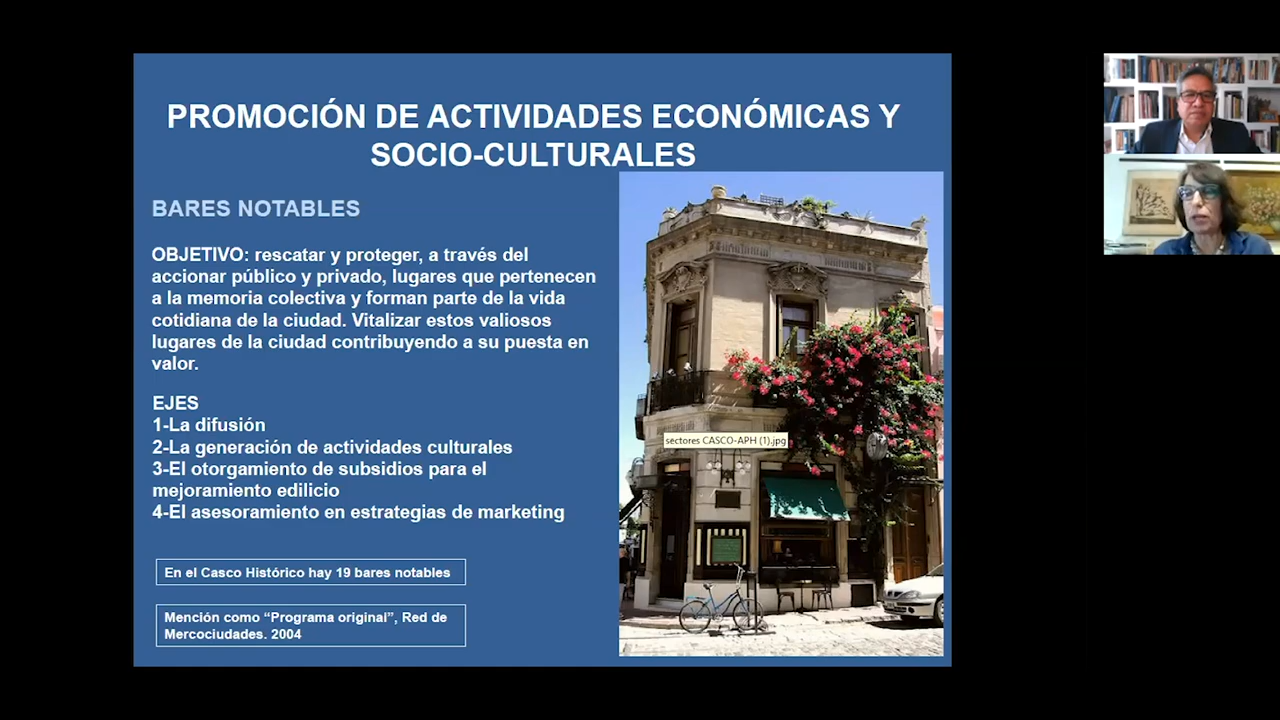 PROMOCIÓN DE ACTIVIDADES ECONÓMICAS Y
SOCIO-CULTURALES
BARES NOTABLES
OBJETIVO: rescatar y proteger, a través del
accionar público y privado, lugares que pertenecen
a la memoria colectiva y forman parte de la vida
cotidiana de la ciudad. Vitalizar estos valiosos
lugares de la ciudad contribuyendo a su puesta en
valor.
EJES
1-La difusión
2-La generación de actividades culturales
3-El otorgamiento de subsidios para el
mejoramiento edilicio
4-El asesoramiento en estrategias de marketing
En el Casco Histórico hay 19 bares notables
Mención como “Programa original”, Red de
Mercociudades. 2004
sectores CASCO-APH (1).jpg